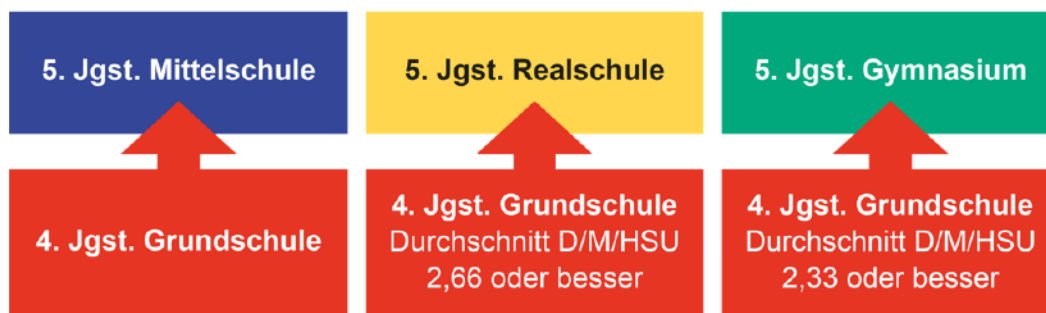 5. Jgst. Mittelschule
5. Jgst. Realschule
5. Jgst. Gymnasium
4. Jgst. Grundschule
4. Jgst. Grundschule
Durchschnitt D/M/HSU
2,66 oder besser
4. Jgst. Grundschule
Durchschnitt D/M/HSU
2,33 oder besser